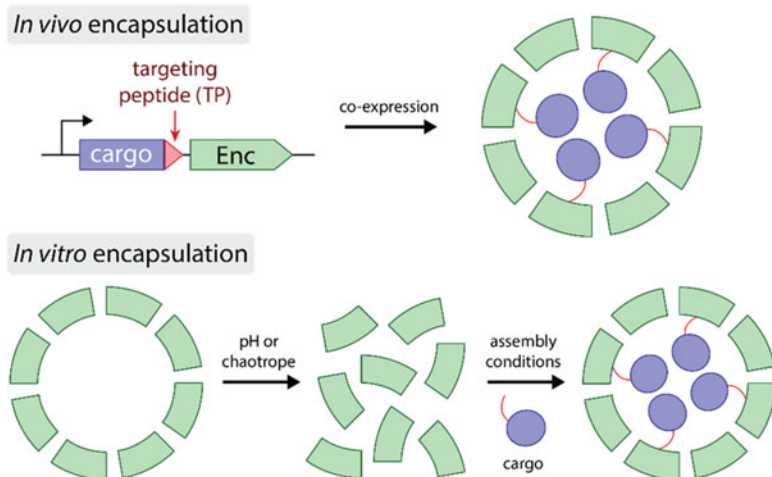 In vivo encapsulation
targeting
peptide (TP)
cargo
Enc
co-expression
In vitro encapsulation
pH or
chaotrope
assembly
conditions
cargo